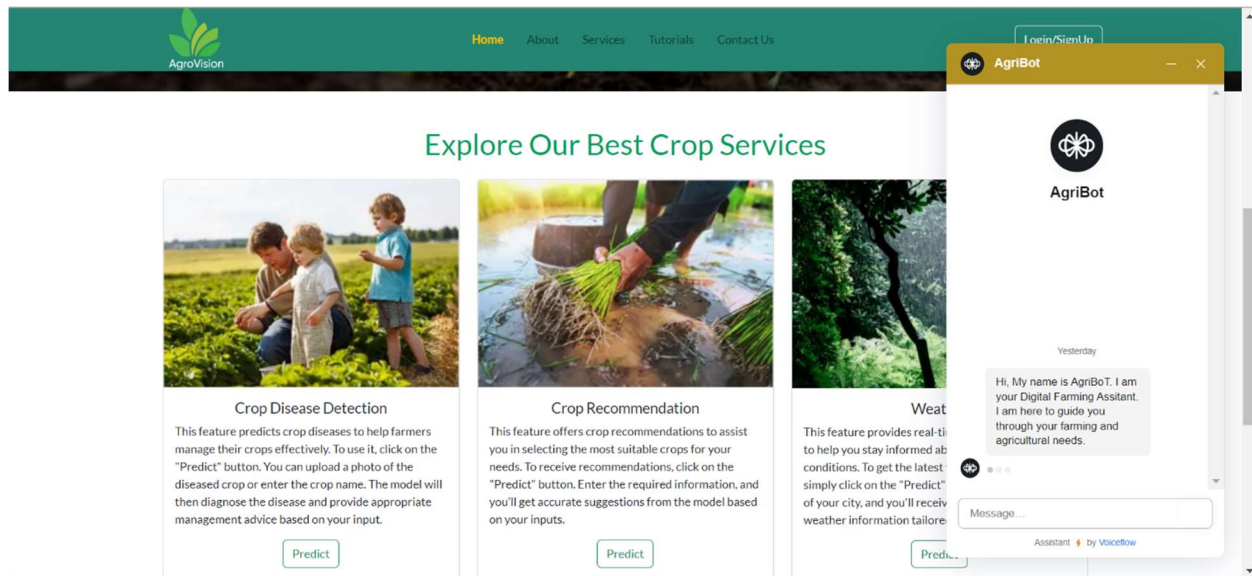 AgroVision
Home
About
Services
Tutorials
Contact Us
Login/SignUp
Explore Our Best Crop Services
Crop Disease Detection
This feature predicts crop diseases to help farmers
manage their crops effectively. To use it, click on the
"Predict" button. You can upload a photo of the
diseased crop or enter the crop name. The model will
then diagnose the disease and provide appropriate
management advice based on your input.
Predict
Crop Recommendation
This feature offers crop recommendations to assist
you in selecting the most suitable crops for your
needs. To receive recommendations, click on the
"Predict" button. Enter the required information, and
you'll get accurate suggestions from the model based
on your inputs.
Predict
This feature provides
to help you stay informed
conditions. To get the latest
simply click on the "Predict"
of your city, and you'll
weather information
AgriBot
AgriBot
Yesterday
Hi, My name is AgriBoT. I am
your Digital Farming Assitant.
I am here to guide you
through your farming and
agricultural needs.
Message...
Assistant by Voiceflow